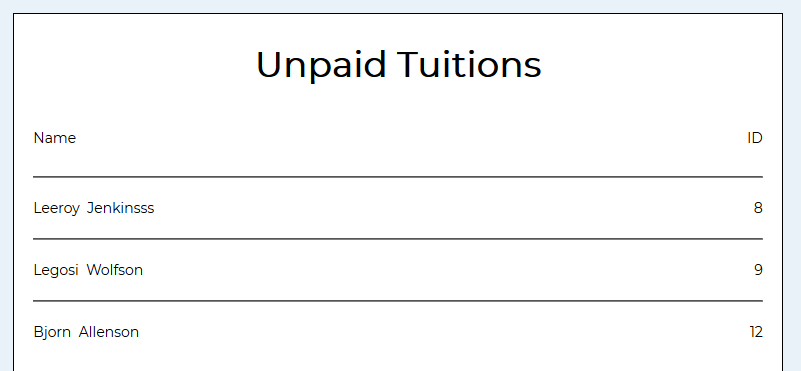 Unpaid Tuitions
Name ID
Leeroy Jenkinsss 8
Legosi Wolfson 9
Bjorn Allenson 12